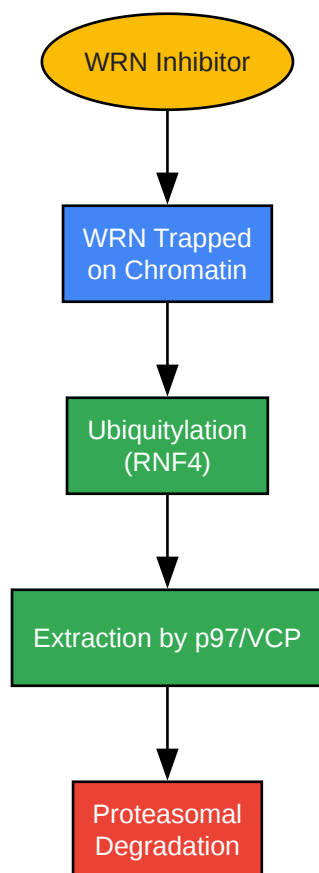 WRN Inhibitor
WRN Trapped
on Chromatin
Ubiquitylation
(RNF4)
Extraction by p97/VCP
Proteasomal
Degradation